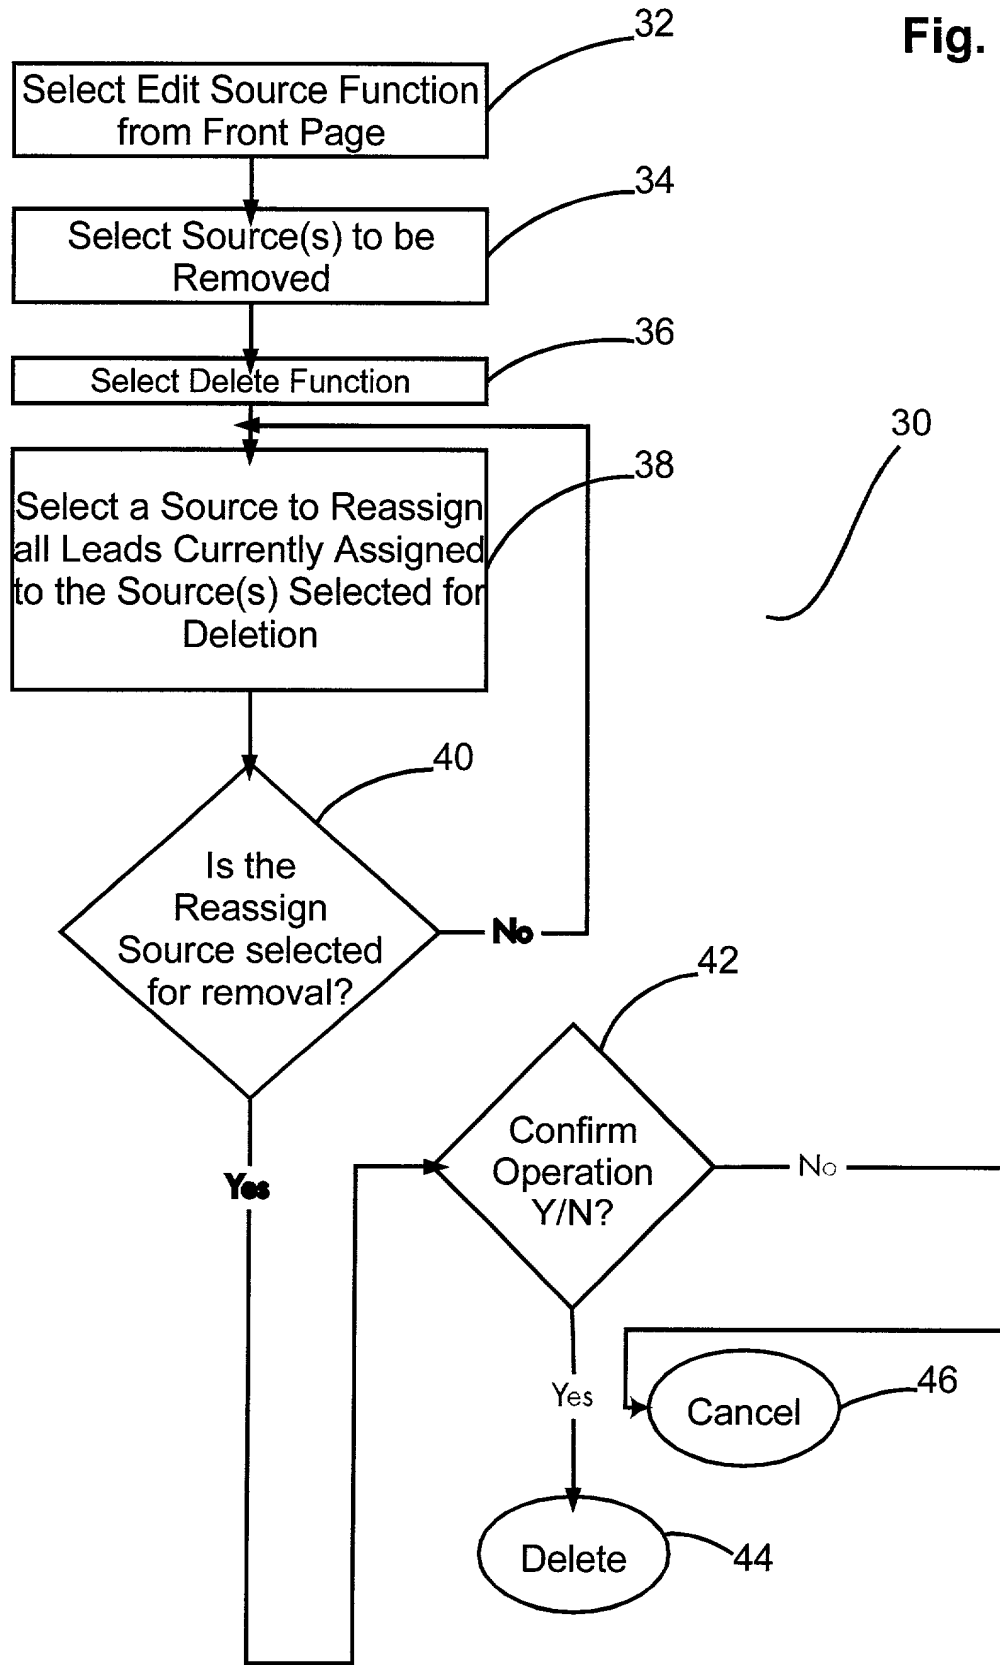 Fig.
32
Select Edit Source Function
from Front Page
34
Select Source(s) to be
Removed
36
Select Delete Function
30
38
Select a Source to Reassign
all Leads Currently Assigned
to the Source(s) Selected for
Deletion
40
Is the
Reassign
Source selected
for removal?
No
42
Confirm
Operation
Y/N?
No
Yes
Yes
46
Cancel
Delete
44